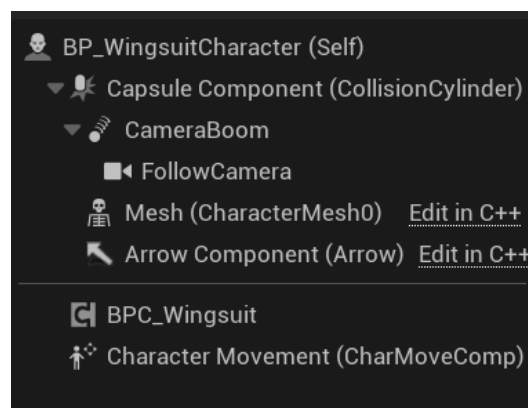 BP_WingsuitCharacter (Self)
Capsule Component (CollisionCylinder)
CameraBoom
FollowCamera
Mesh (CharacterMesh0) Edit in C++
Arrow Component (Arrow) Edit in C++
BPC_Wingsuit
Character Movement (CharMoveComp)